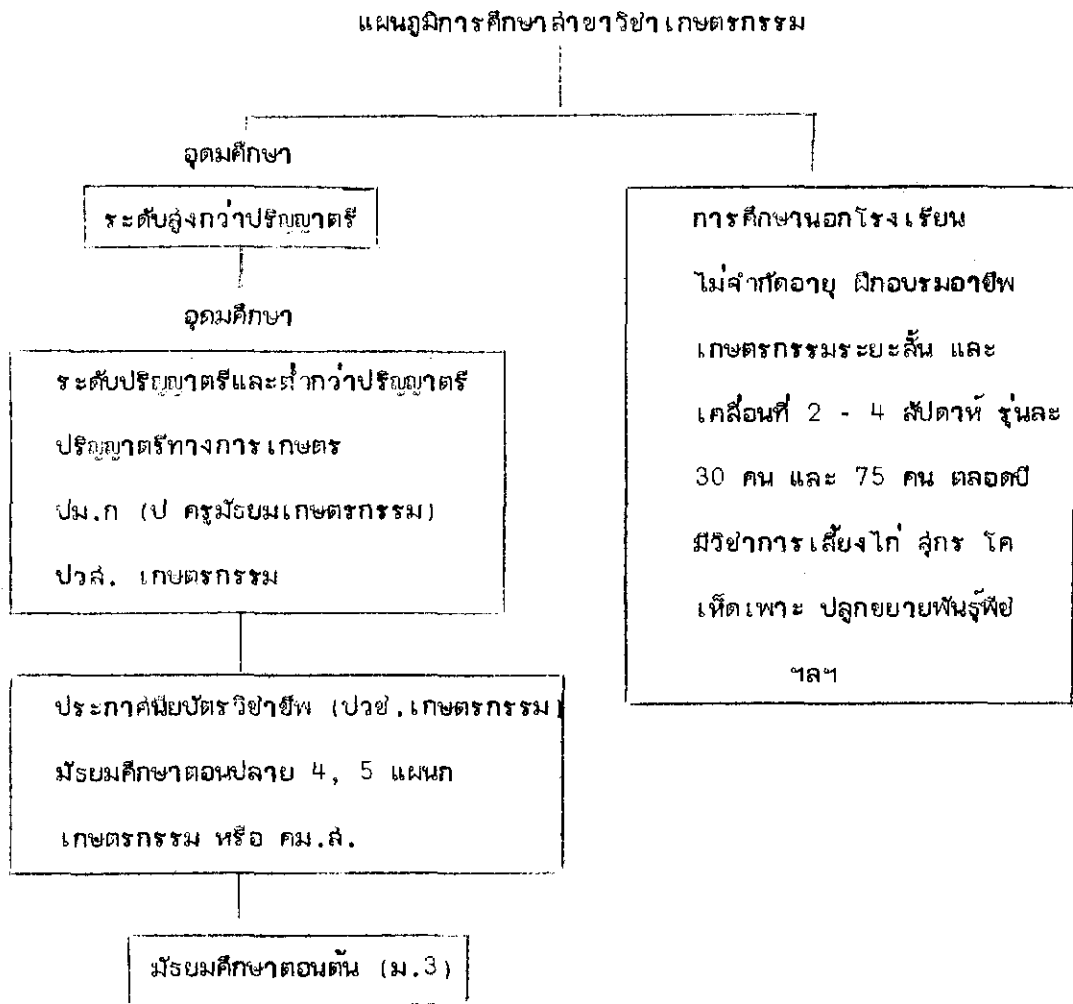 แผนภูมิการศึกษาสาขาวิชาเกษตรกรรม
อุดมศึกษา
ระดับสูงกว่าปริญญาตรี
อุดมศึกษา
ระดับปริญญาตรีและต่ำกว่าปริญญาตรี
ปริญญาตรีทางการเกษตร
ปม.ก (ป ครูมัธยมเกษตรกรรม)
ปวส. เกษตรกรรม
ประกาศนียบัตรวิชาชีพ (ปวช.เกษตรกรรม)
มัธยมศึกษาตอนปลาย 4, 5 แผนก
เกษตรกรรม หรือ คม.ส.
มัธยมศึกษาตอนต้น (ม.3)
การศึกษานอกโรงเรียน
ไม่จำกัดอายุ ฝึกอบรมอาชีพ
เกษตรกรรมระยะสั้น และ
เคลื่อนที่ 2 - 4 สัปดาห์ รุ่นละ
30 คน และ 75 คน ตลอดปี
มีวิชาการเลี้ยงไก่ สุกร โค
เห็ดเพาะ ปลูกขยายพันธุ์พืช
ฯลฯ